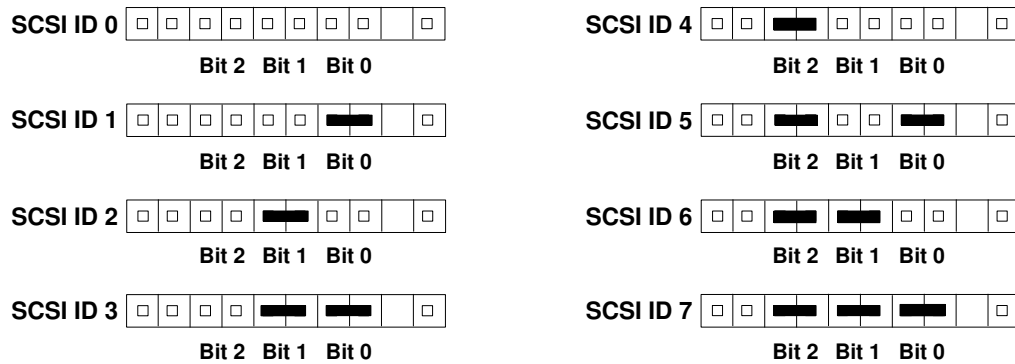 SCSI ID 0
Bit 2 Bit 1 Bit 0
SCSI ID 1
Bit 2 Bit 1 Bit 0
SCSI ID 2
Bit 2 Bit 1 Bit 0
SCSI ID 3
Bit 2 Bit 1 Bit 0
SCSI ID 4
Bit 2 Bit 1 Bit 0
SCSI ID 5
Bit 2 Bit 1 Bit 0
SCSI ID 6
Bit 2 Bit 1 Bit 0
SCSI ID 7
Bit 2 Bit 1 Bit 0